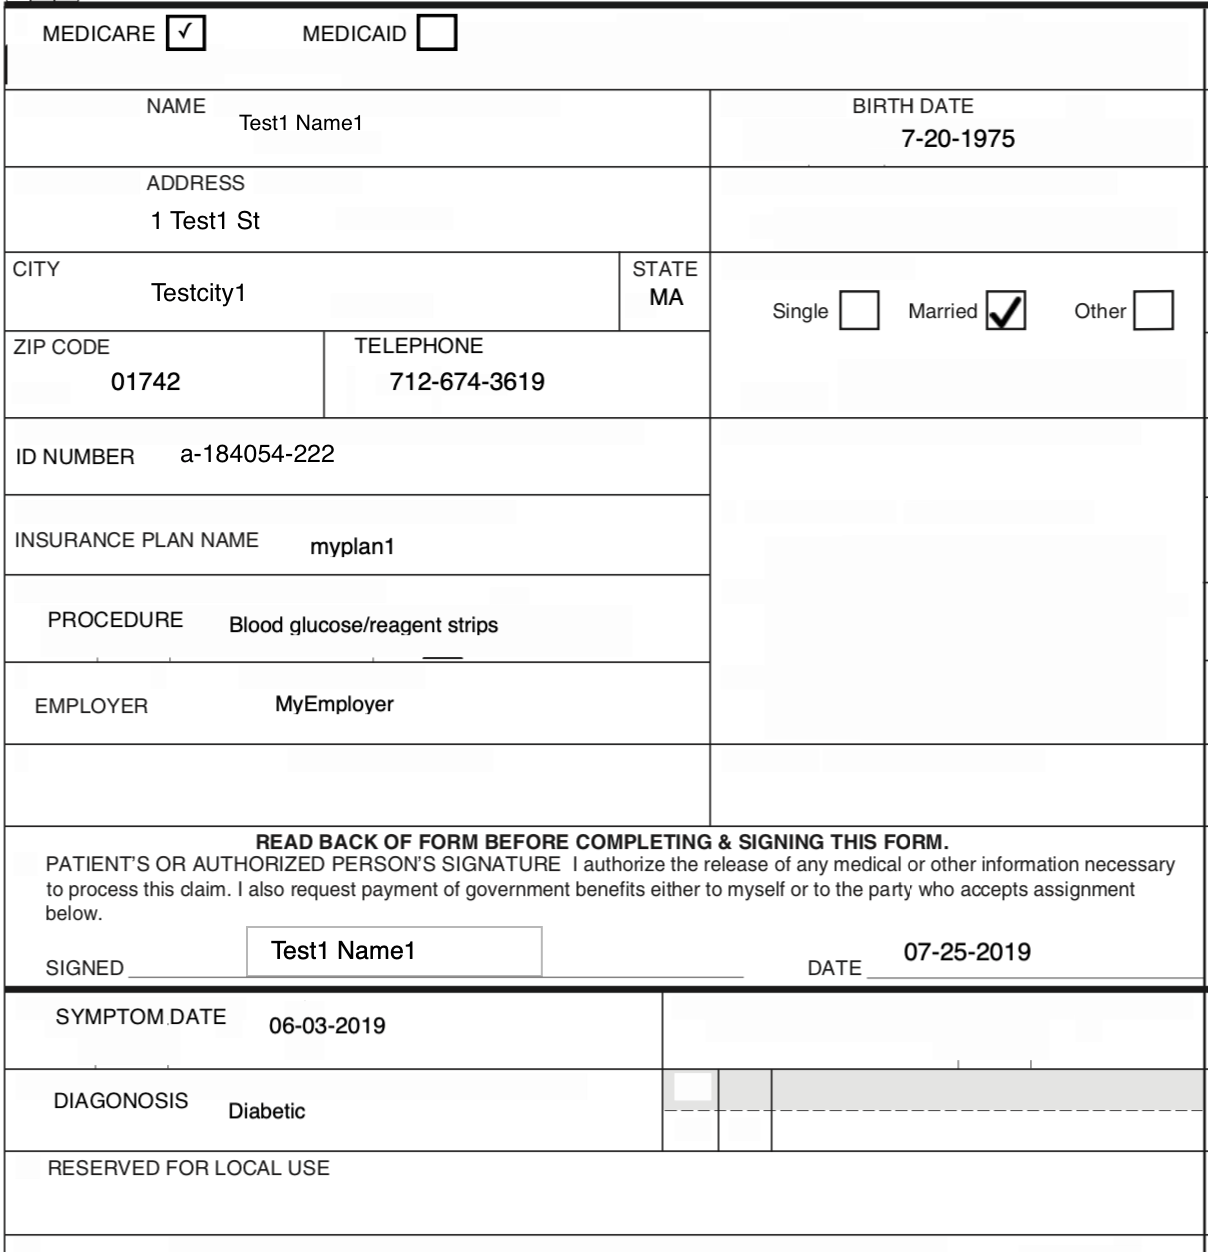 MEDICARE ✓ MEDICAID
NAME
Test1 Name1
BIRTH DATE
7-20-1975
ADDRESS
1 Test1 St
CITY
Testcity1
STATE
MA
Single Married ✓ Other
ZIP CODE
01742
TELEPHONE
712-674-3619
ID NUMBER a-184054-222
INSURANCE PLAN NAME myplan1
PROCEDURE Blood glucose/reagent strips
EMPLOYER MyEmployer
READ BACK OF FORM BEFORE COMPLETING & SIGNING THIS FORM.
PATIENT'S OR AUTHORIZED PERSON'S SIGNATURE I authorize the release of any medical or other information necessary
to process this claim. I also request payment of government benefits either to myself or to the party who accepts assignment
below.
SIGNED Test1 Name1 DATE 07-25-2019
SYMPTOM DATE 06-03-2019
DIAGONOSIS Diabetic
RESERVED FOR LOCAL USE